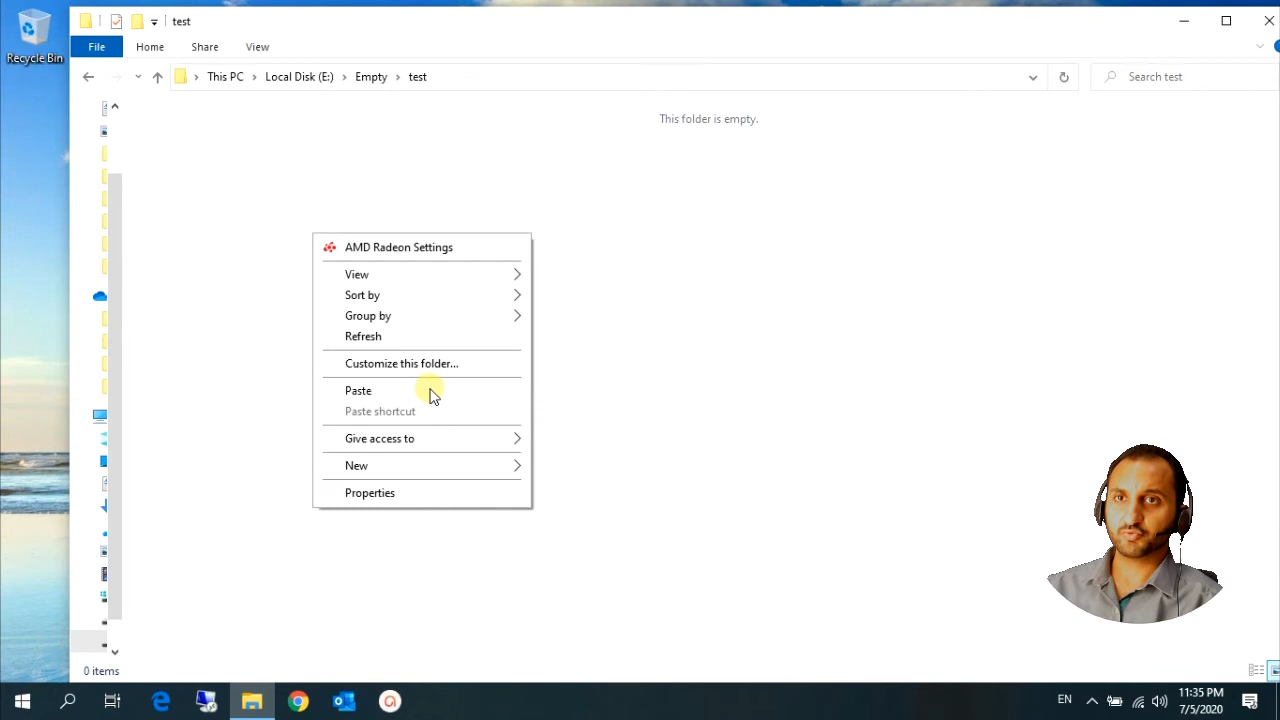 test
Recycle Bin
File Home Share View
This PC Local Disk (E:) Empty test
Search test
This folder is empty.
AMD Radeon Settings
View
Sort by
Group by
Refresh
Customize this folder...
Paste
Paste shortcut
Give access to
New
Properties
0 items
EN
11:35 PM
7/5/2020